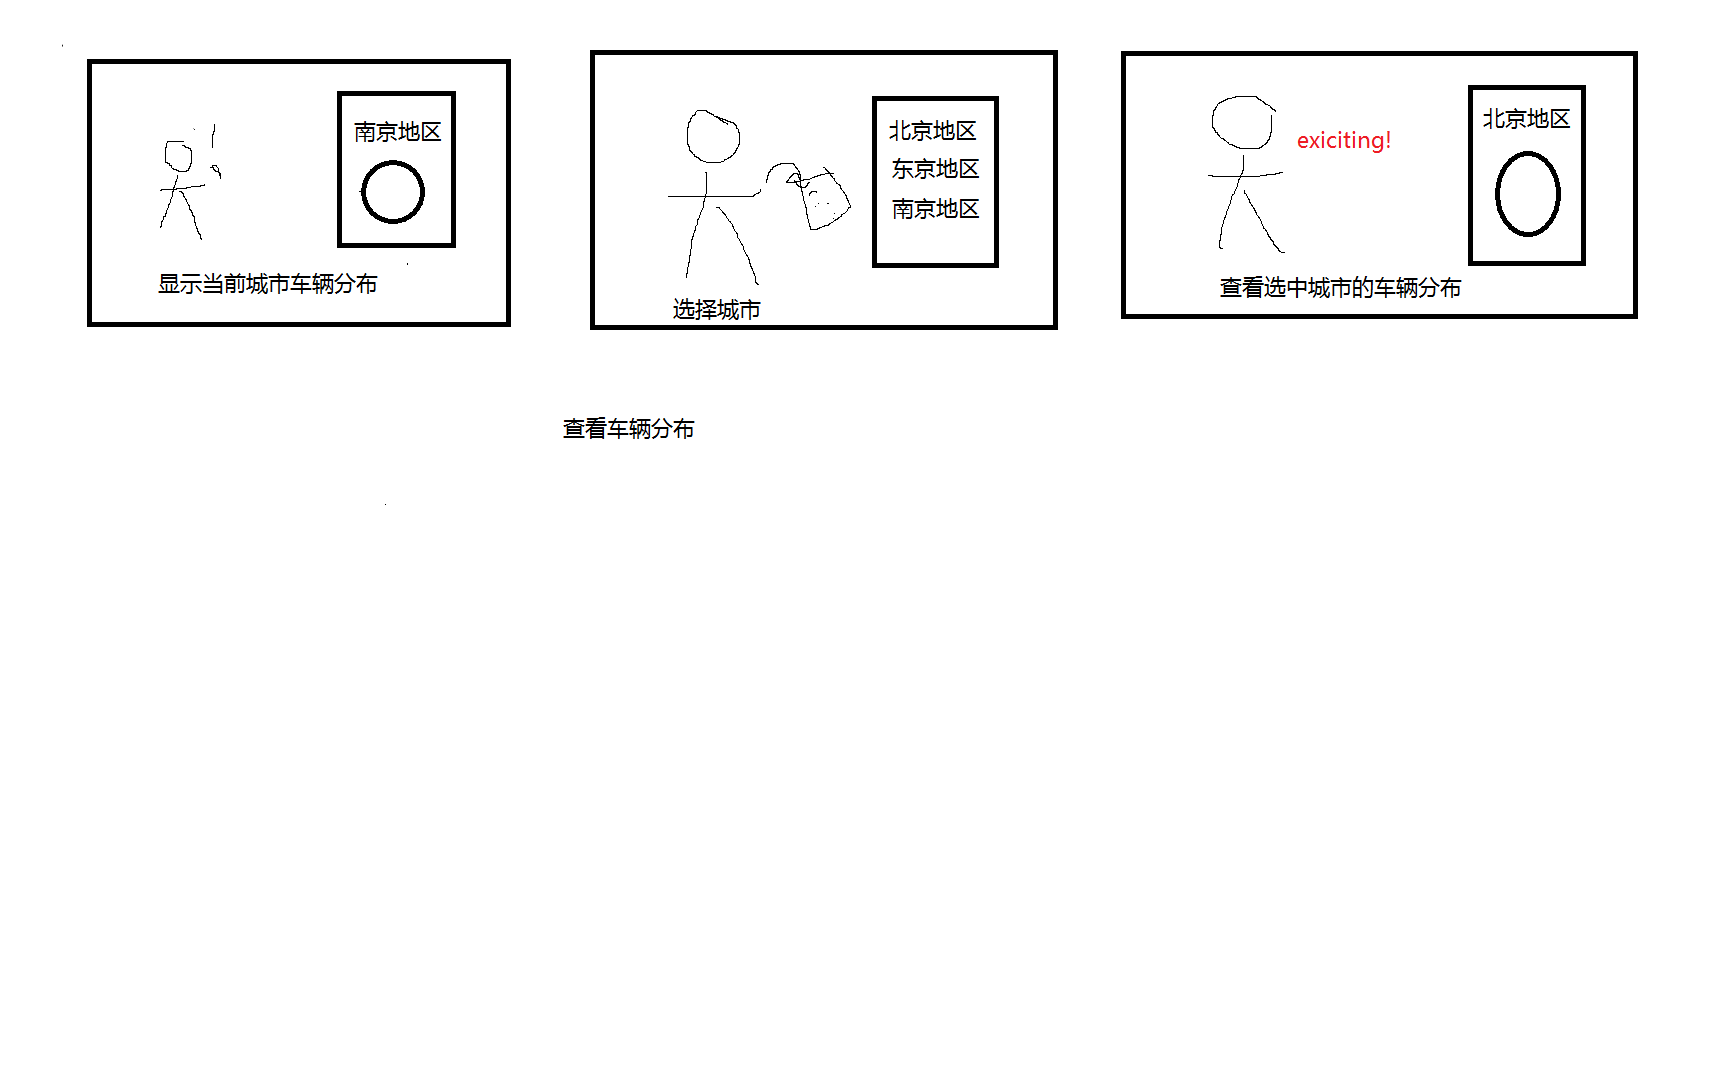 南京地区
显示当前城市车辆分布
北京地区
东京地区
南京地区
选择城市
exiciting!
北京地区
查看选中城市的车辆分布
查看车辆分布